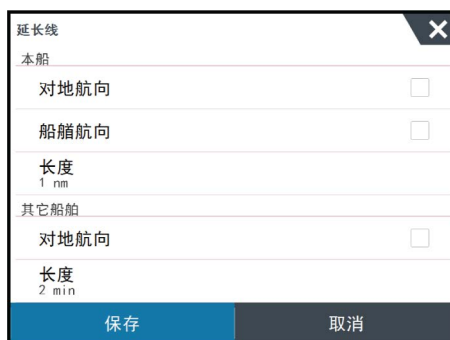 延长线
本船
对地航向
船艏航向
长度
1 nm
其它船舶
对地航向
长度
2 min
保存
取消